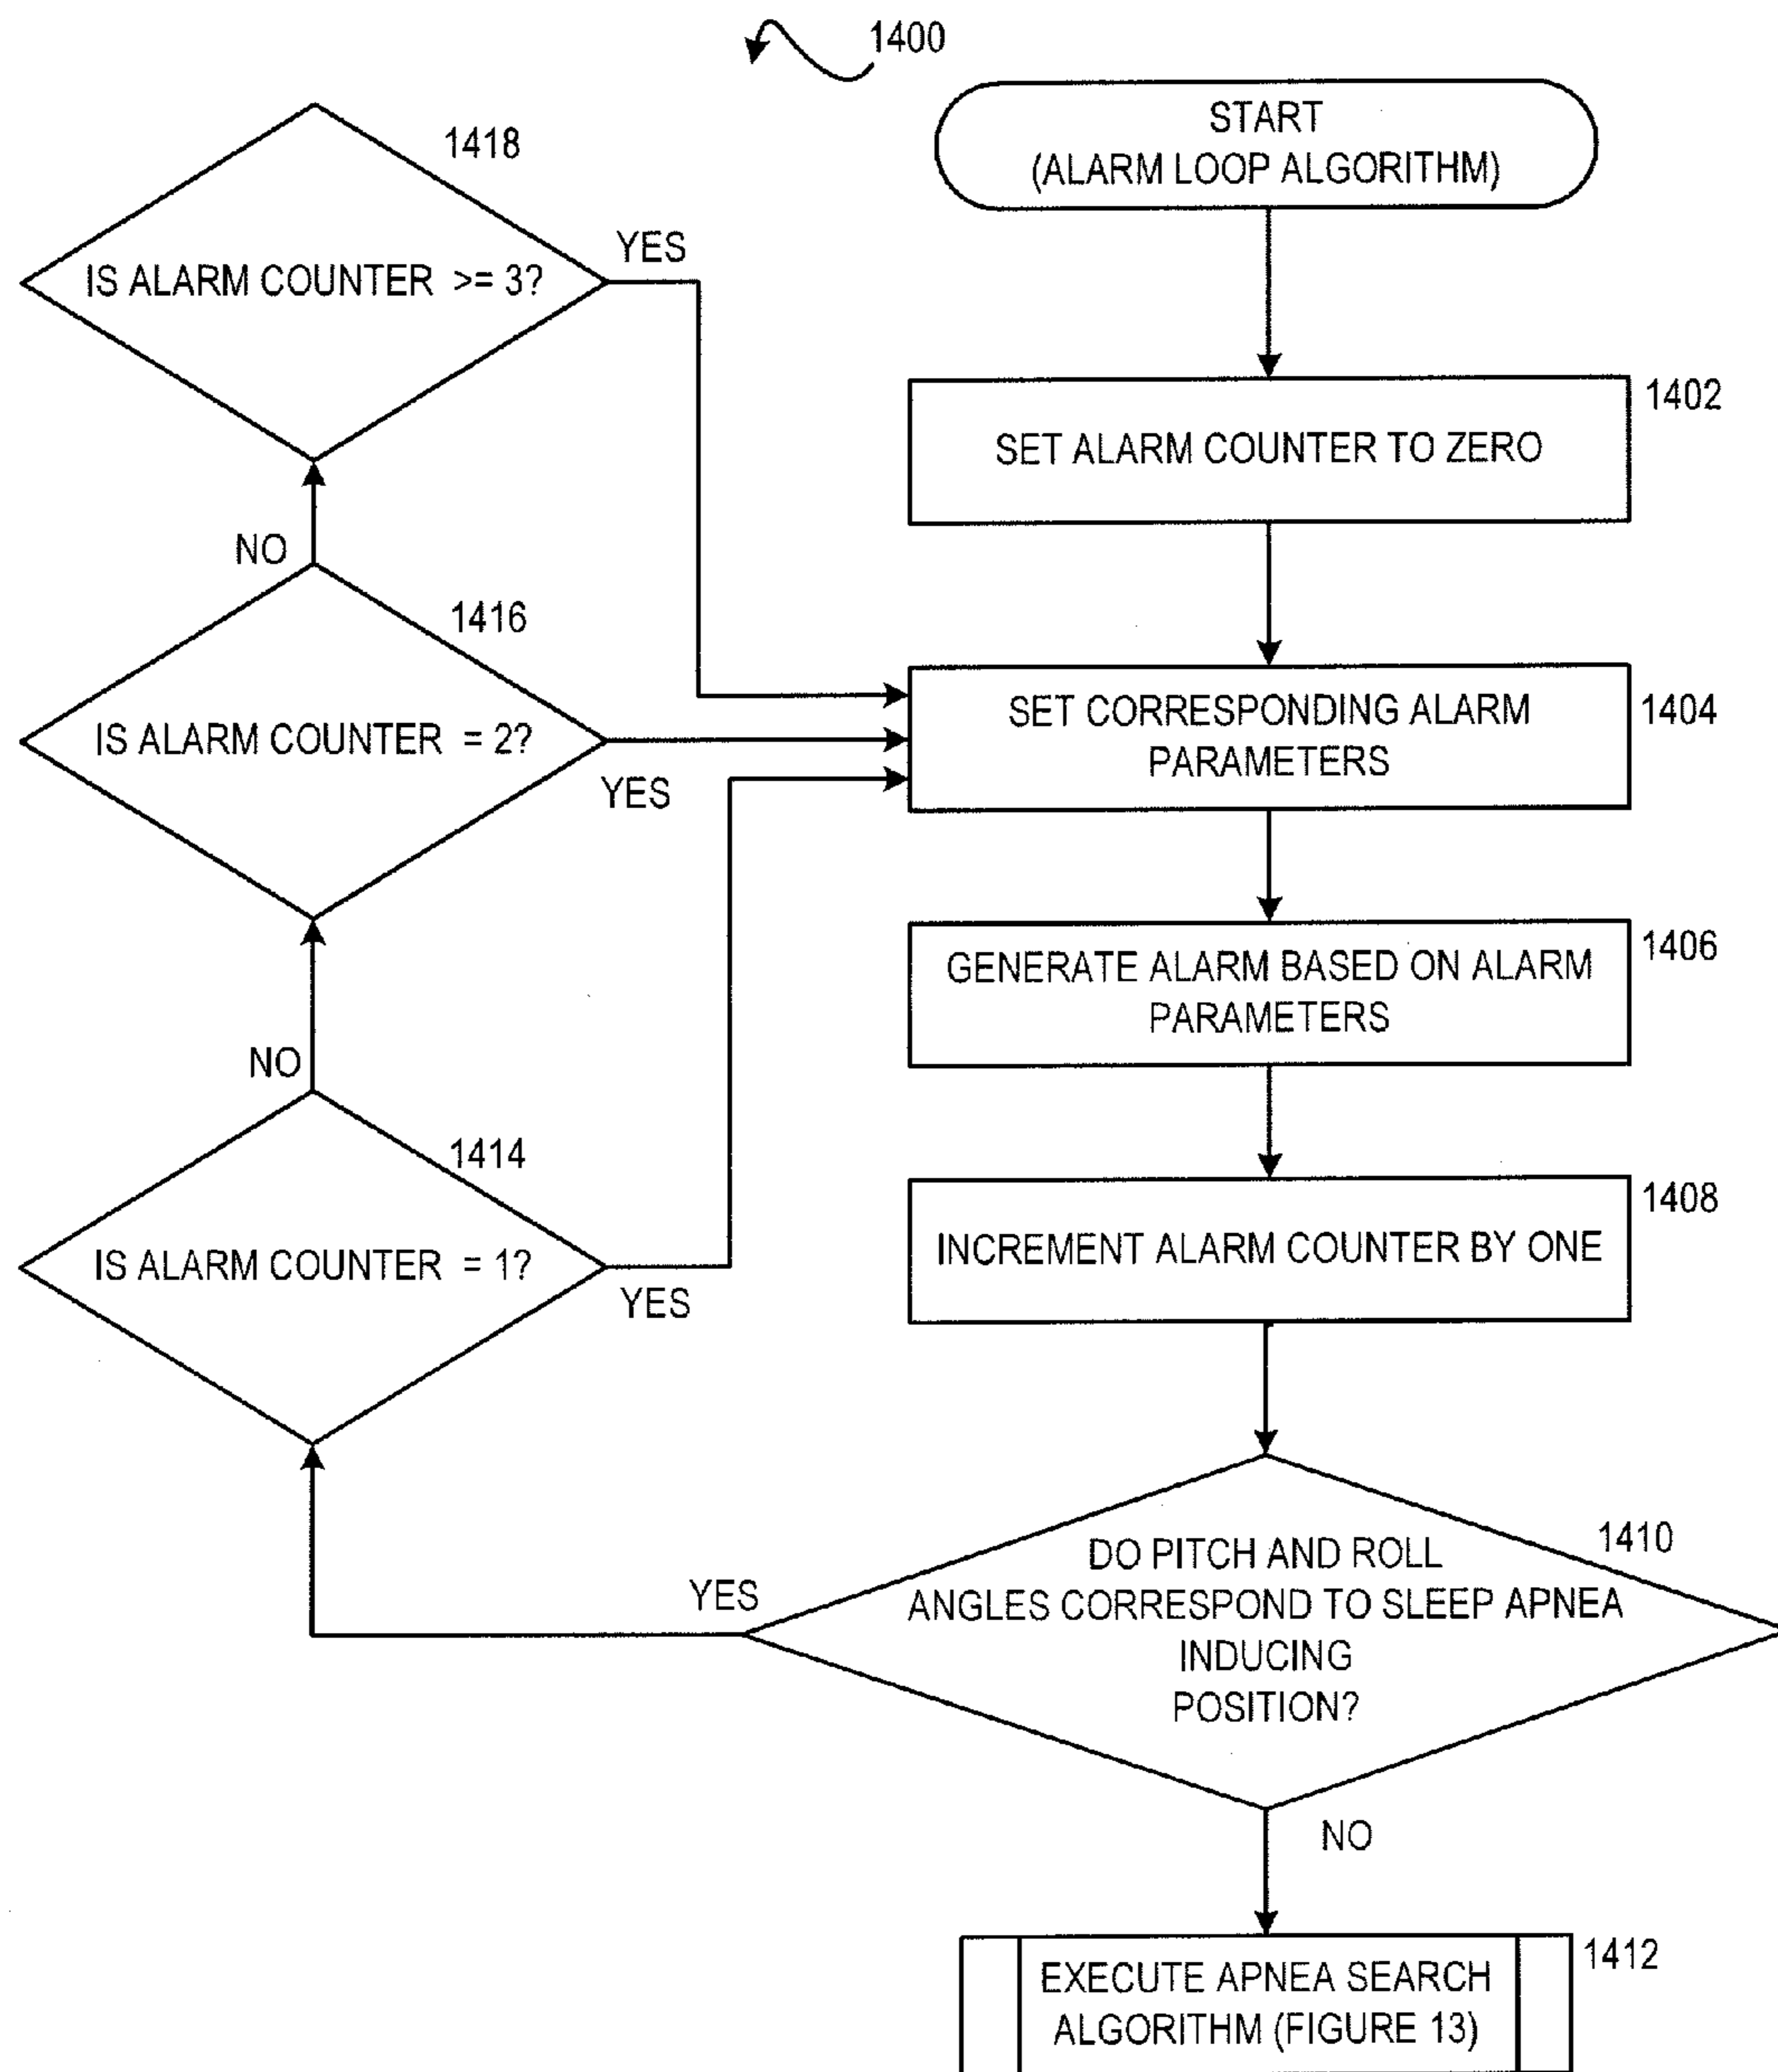 1400
START
(ALARM LOOP ALGORITHM)
1402
SET ALARM COUNTER TO ZERO
1404
SET CORRESPONDING ALARM
PARAMETERS
1406
GENERATE ALARM BASED ON ALARM
PARAMETERS
1408
INCREMENT ALARM COUNTER BY ONE
1410
DO PITCH AND ROLL
ANGLES CORRESPOND TO SLEEP APNEA
INDUCING
POSITION?
YES
NO
1412
EXECUTE APNEA SEARCH
ALGORITHM (FIGURE 13)
1414
IS ALARM COUNTER = 1?
YES
NO
1416
IS ALARM COUNTER = 2?
YES
NO
1418
IS ALARM COUNTER >= 3?
YES